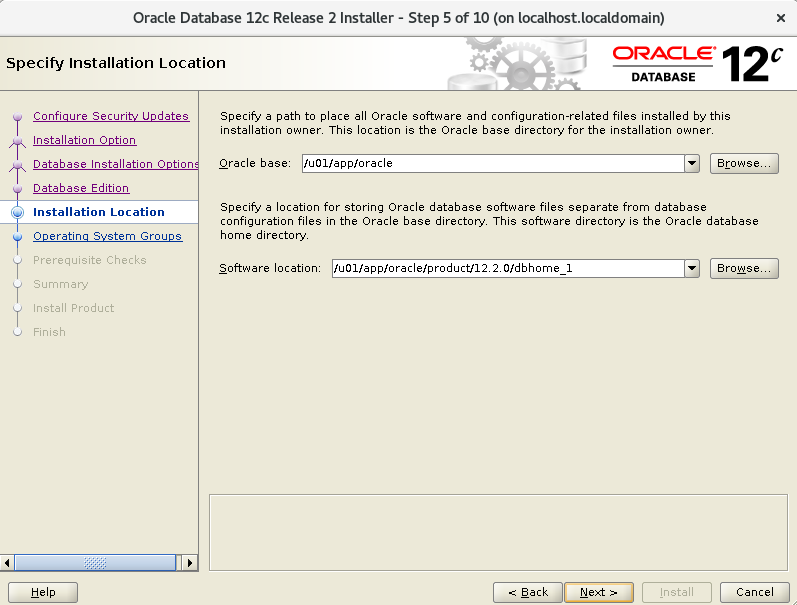 Oracle Database 12c Release 2 Installer - Step 5 of 10 (on localhost.localdomain)
Specify Installation Location
ORACLE
DATABASE
12c
Configure Security Updates
Installation Option
Database Installation Options
Database Edition
Installation Location
Operating System Groups
Prerequisite Checks
Summary
Install Product
Finish
Specify a path to place all Oracle software and configuration-related files installed by this
installation owner. This location is the Oracle base directory for the installation owner.
Oracle base: /u01/app/oracle Browse...
Specify a location for storing Oracle database software files separate from database
configuration files in the Oracle base directory. This software directory is the Oracle database
home directory.
Software location: /u01/app/oracle/product/12.2.0/dbhome_1 Browse...
Help < Back Next > Install Cancel